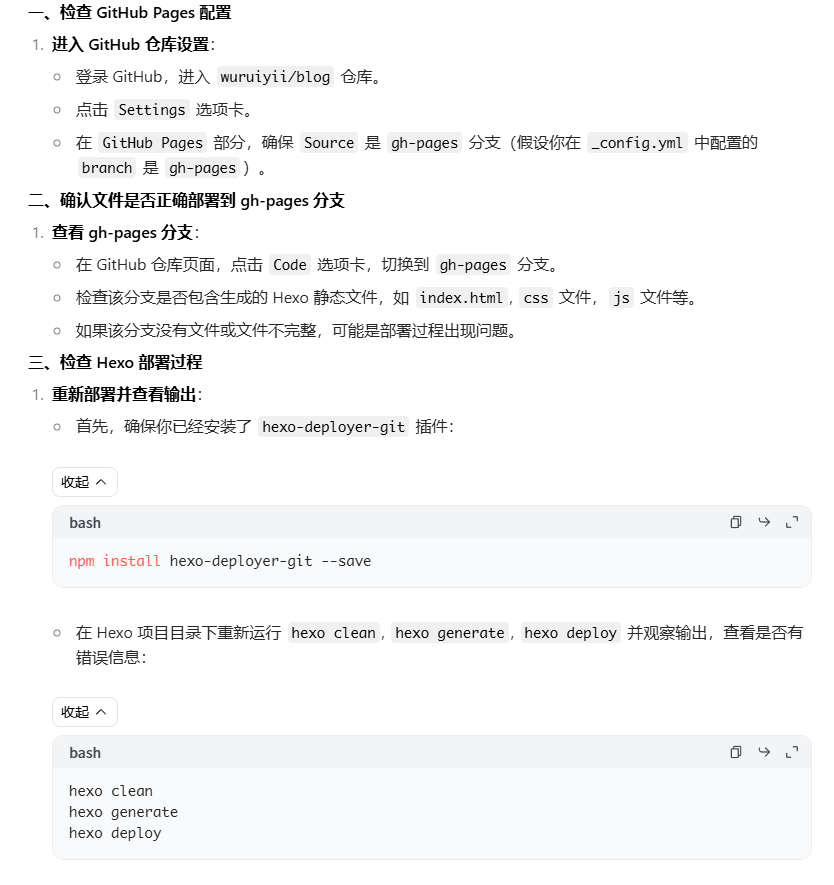 一、检查 GitHub Pages 配置
1. 进入 GitHub 仓库设置：
登录 GitHub，进入 wuruiyii/blog 仓库。
点击 Settings 选项卡。
在 GitHub Pages 部分，确保 Source 是 gh-pages 分支（假设你在 _config.yml 中配置的
branch 是 gh-pages ）。
二、确认文件是否正确部署到 gh-pages 分支
1. 查看 gh-pages 分支：
在 GitHub 仓库页面，点击 Code 选项卡，切换到 gh-pages 分支。
检查该分支是否包含生成的 Hexo 静态文件，如 index.html，css 文件，js 文件等。
如果该分支没有文件或文件不完整，可能是部署过程出现问题。
三、检查 Hexo 部署过程
1. 重新部署并查看输出：
首先，确保你已经安装了 hexo-deployer-git 插件：
收起
bash
npm install hexo-deployer-git --save
在 Hexo 项目目录下重新运行 hexo clean，hexo generate，hexo deploy 并观察输出，查看是否有
错误信息：
收起
bash
hexo clean
hexo generate
hexo deploy